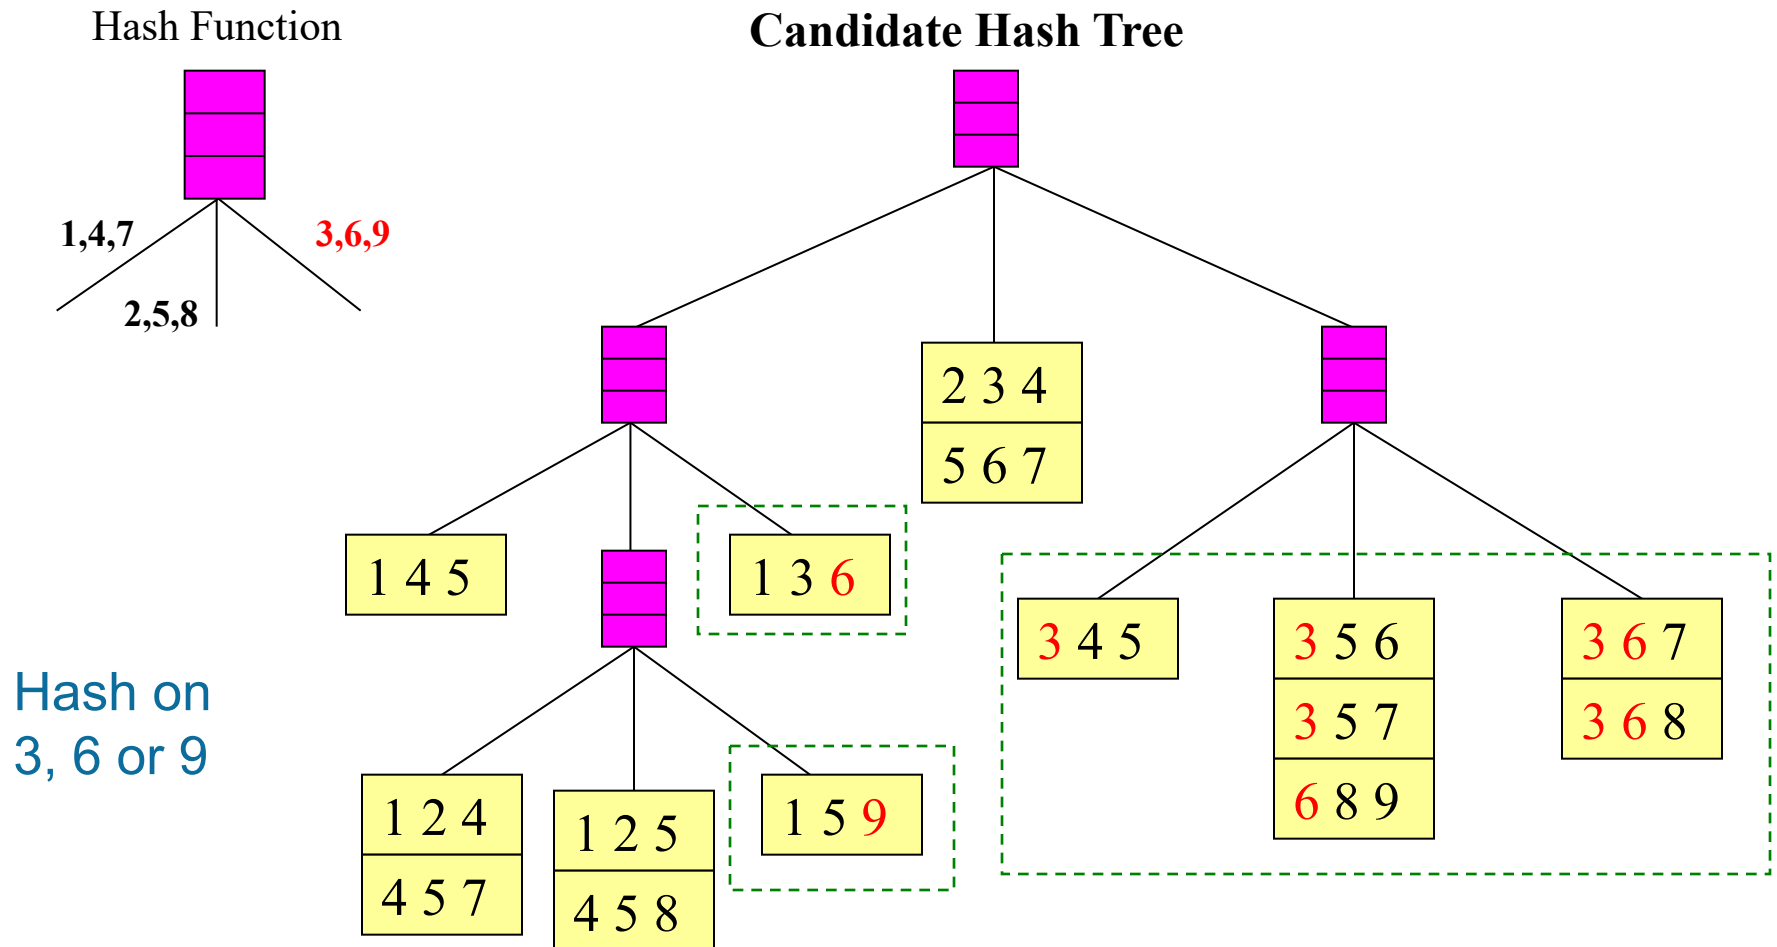 Hash Function
Candidate Hash Tree
1,4,7
3,6,9
2,5,8
2 3 4
5 6 7
1 4 5
1 3 6
3 4 5
3 5 6
3 6 7
3 5 7
3 6 8
6 8 9
Hash on
3, 6 or 9
1 2 4
1 2 5
1 5 9
4 5 7
4 5 8